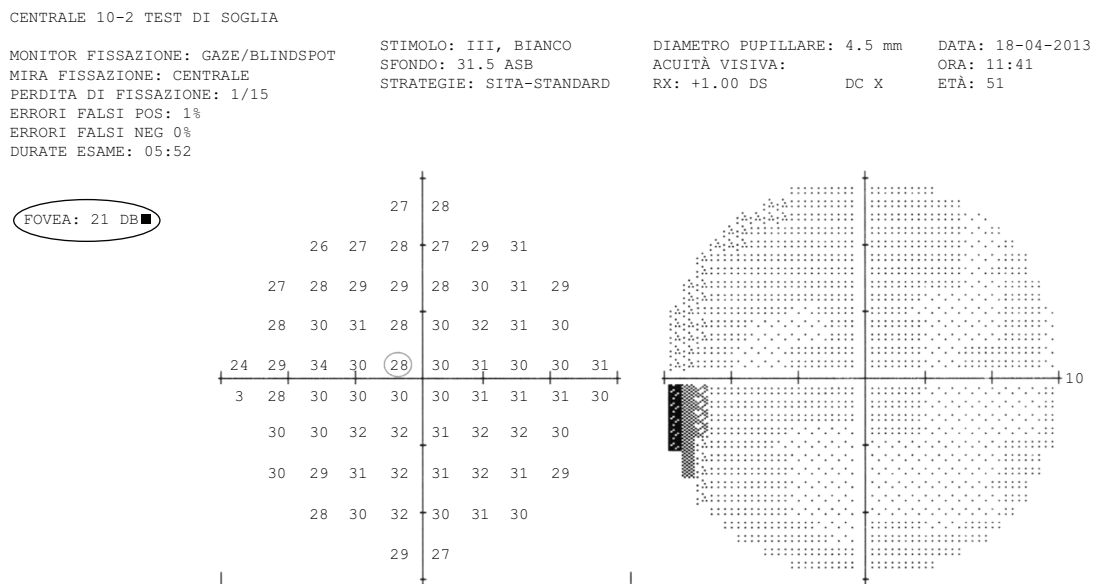 CENTRALE 10-2 TEST DI SOGLIA
MONITOR FISSAZIONE: GAZE/BLINDSPOT
MIRA FISSAZIONE: CENTRALE
PERDITA DI FISSAZIONE: 1/15
ERRORI FALSI POS: 1%
ERRORI FALSI NEG 0%
DURATE ESAME: 05:52
STIMOLO: III, BIANCO
SFONDO: 31.5 ASB
STRATEGIE: SITA-STANDARD
DIAMETRO PUPILLARE: 4.5 mm
ACUITÀ VISIVA:
RX: +1.00 DS DC X
DATA: 18-04-2013
ORA: 11:41
ETÀ: 51
FOVEA: 21 DB
27 28
26 27 28 27 29 31
27 28 29 29 28 30 31 29
28 30 31 28 30 32 31 30
24 29 34 30 28 30 31 30 30 31
3 28 30 30 30 30 31 31 31 30
30 30 32 32 31 32 32 30
30 29 31 32 31 32 31 29
28 30 32 30 31 30
29 27
10